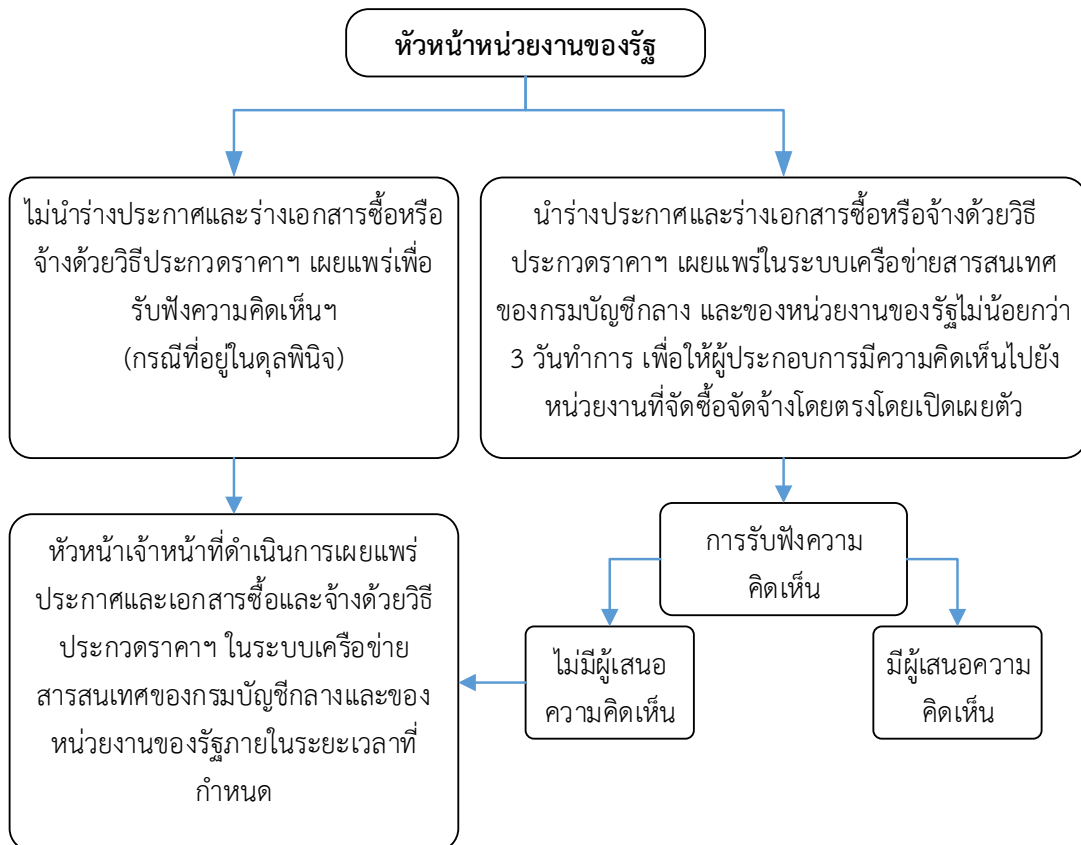 หัวหน้าหน่วยงานของรัฐ
ไม่นำร่างประกาศและร่างเอกสารซื้อหรือ
จ้างด้วยวิธีประกวดราคาฯ เผยแพร่เพื่อ
รับฟังความคิดเห็นฯ
(กรณีที่อยู่ในดุลพินิจ)
นำร่างประกาศและร่างเอกสารซื้อหรือจ้างด้วยวิธี
ประกวดราคาฯ เผยแพร่ในระบบเครือข่ายสารสนเทศ
ของกรมบัญชีกลาง และของหน่วยงานของรัฐไม่น้อยกว่า
3 วันทำการ เพื่อให้ผู้ประกอบการมีความคิดเห็นไปยัง
หน่วยงานที่จัดซื้อจัดจ้างโดยตรงโดยเปิดเผยตัว
หัวหน้าเจ้าหน้าที่ดำเนินการเผยแพร่
ประกาศและเอกสารซื้อและจ้างด้วยวิธี
ประกวดราคาฯ ในระบบเครือข่าย
สารสนเทศของกรมบัญชีกลางและของ
หน่วยงานของรัฐภายในระยะเวลาที่
กำหนด
การรับฟังความ
คิดเห็น
ไม่มีผู้เสนอ
ความคิดเห็น
มีผู้เสนอความ
คิดเห็น